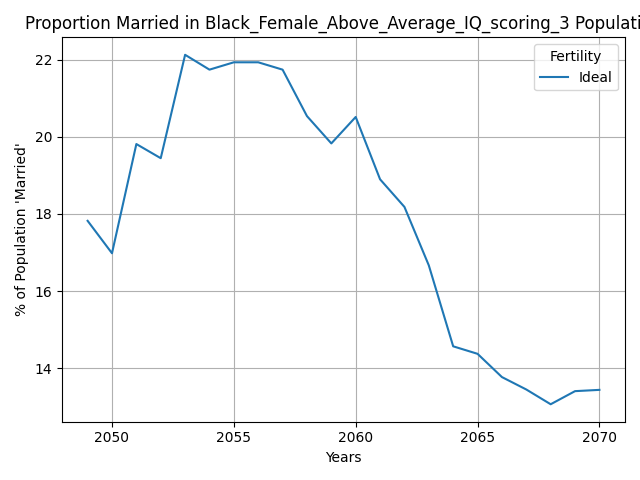 Proportion Married in Black_Female_Above_Average_IQ_scoring_3 Populati
Fertility
Ideal
% of Population 'Married'
22
20
18
16
14
2050 2055 2060 2065 2070
Years